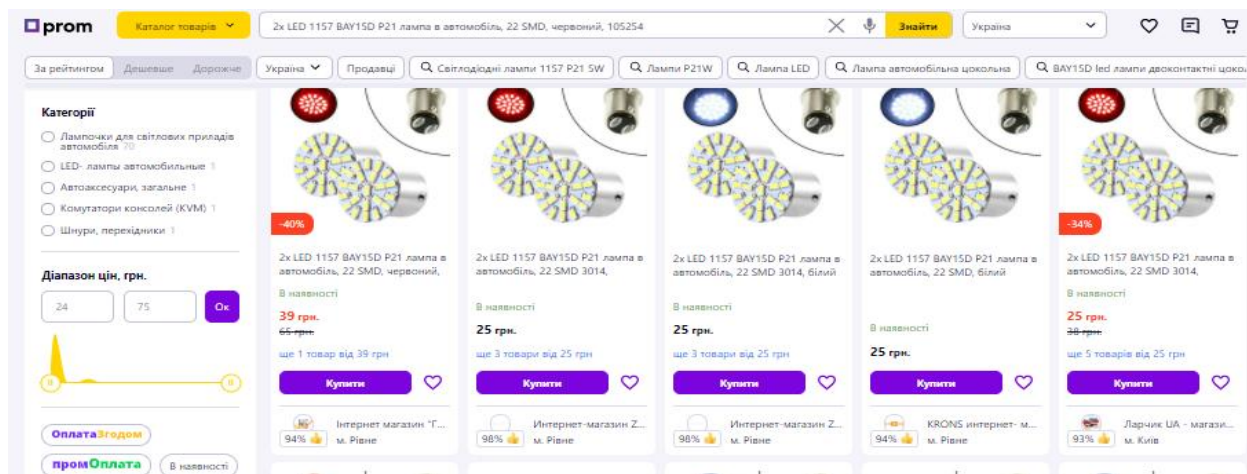 prom
Каталог товарів
2x LED 1157 BAY15D P21 лампа в автомобіль, 22 SMD, червоний, 105254
Знайти
Україна
За рейтингом
Дешевше
Дорожче
Україна
Продавці
Світлодіодні лампи 1157 P21 5W
Лампи P21W
Лампа LED
Лампа автомобільна цокольна
BAY15D led лампи двоконтактні цокол
Категорії
Лампочки для світлових приладів
автомобіля 70
LED- лампы автомобильные 1
Автоаксесуари, загальне 1
Комутатори консолей (KVM) 1
Шнури, перехідники 1
Діапазон цін, грн.
24
75
Ок
ОплатаЗгодом
промОплата
В наявності
-40%
2x LED 1157 BAY15D P21 лампа в
автомобіль, 22 SMD, червоний,
В наявності
39 грн.
65 грн.
ще 1 товар від 39 грн
Купити
Інтернет магазин "Г...
94%
м. Рівне
2x LED 1157 BAY15D P21 лампа в
автомобіль, 22 SMD 3014,
В наявності
25 грн.
ще 3 товари від 25 грн
Купити
Интернет-магазин Z...
98%
м. Рівне
2x LED 1157 BAY15D P21 лампа в
автомобіль, 22 SMD 3014, білий
В наявності
25 грн.
ще 3 товари від 25 грн
Купити
Интернет-магазин Z...
98%
м. Рівне
2x LED 1157 BAY15D P21 лампа в
автомобіль, 22 SMD, білий
В наявності
25 грн.
Купити
KRONS интернет- м...
94%
м. Рівне
-34%
2x LED 1157 BAY15D P21 лампа в
автомобіль, 22 SMD 3014,
В наявності
25 грн.
38 грн.
ще 5 товарів від 25 грн
Купити
Ларчик UA - магази...
93%
м. Київ